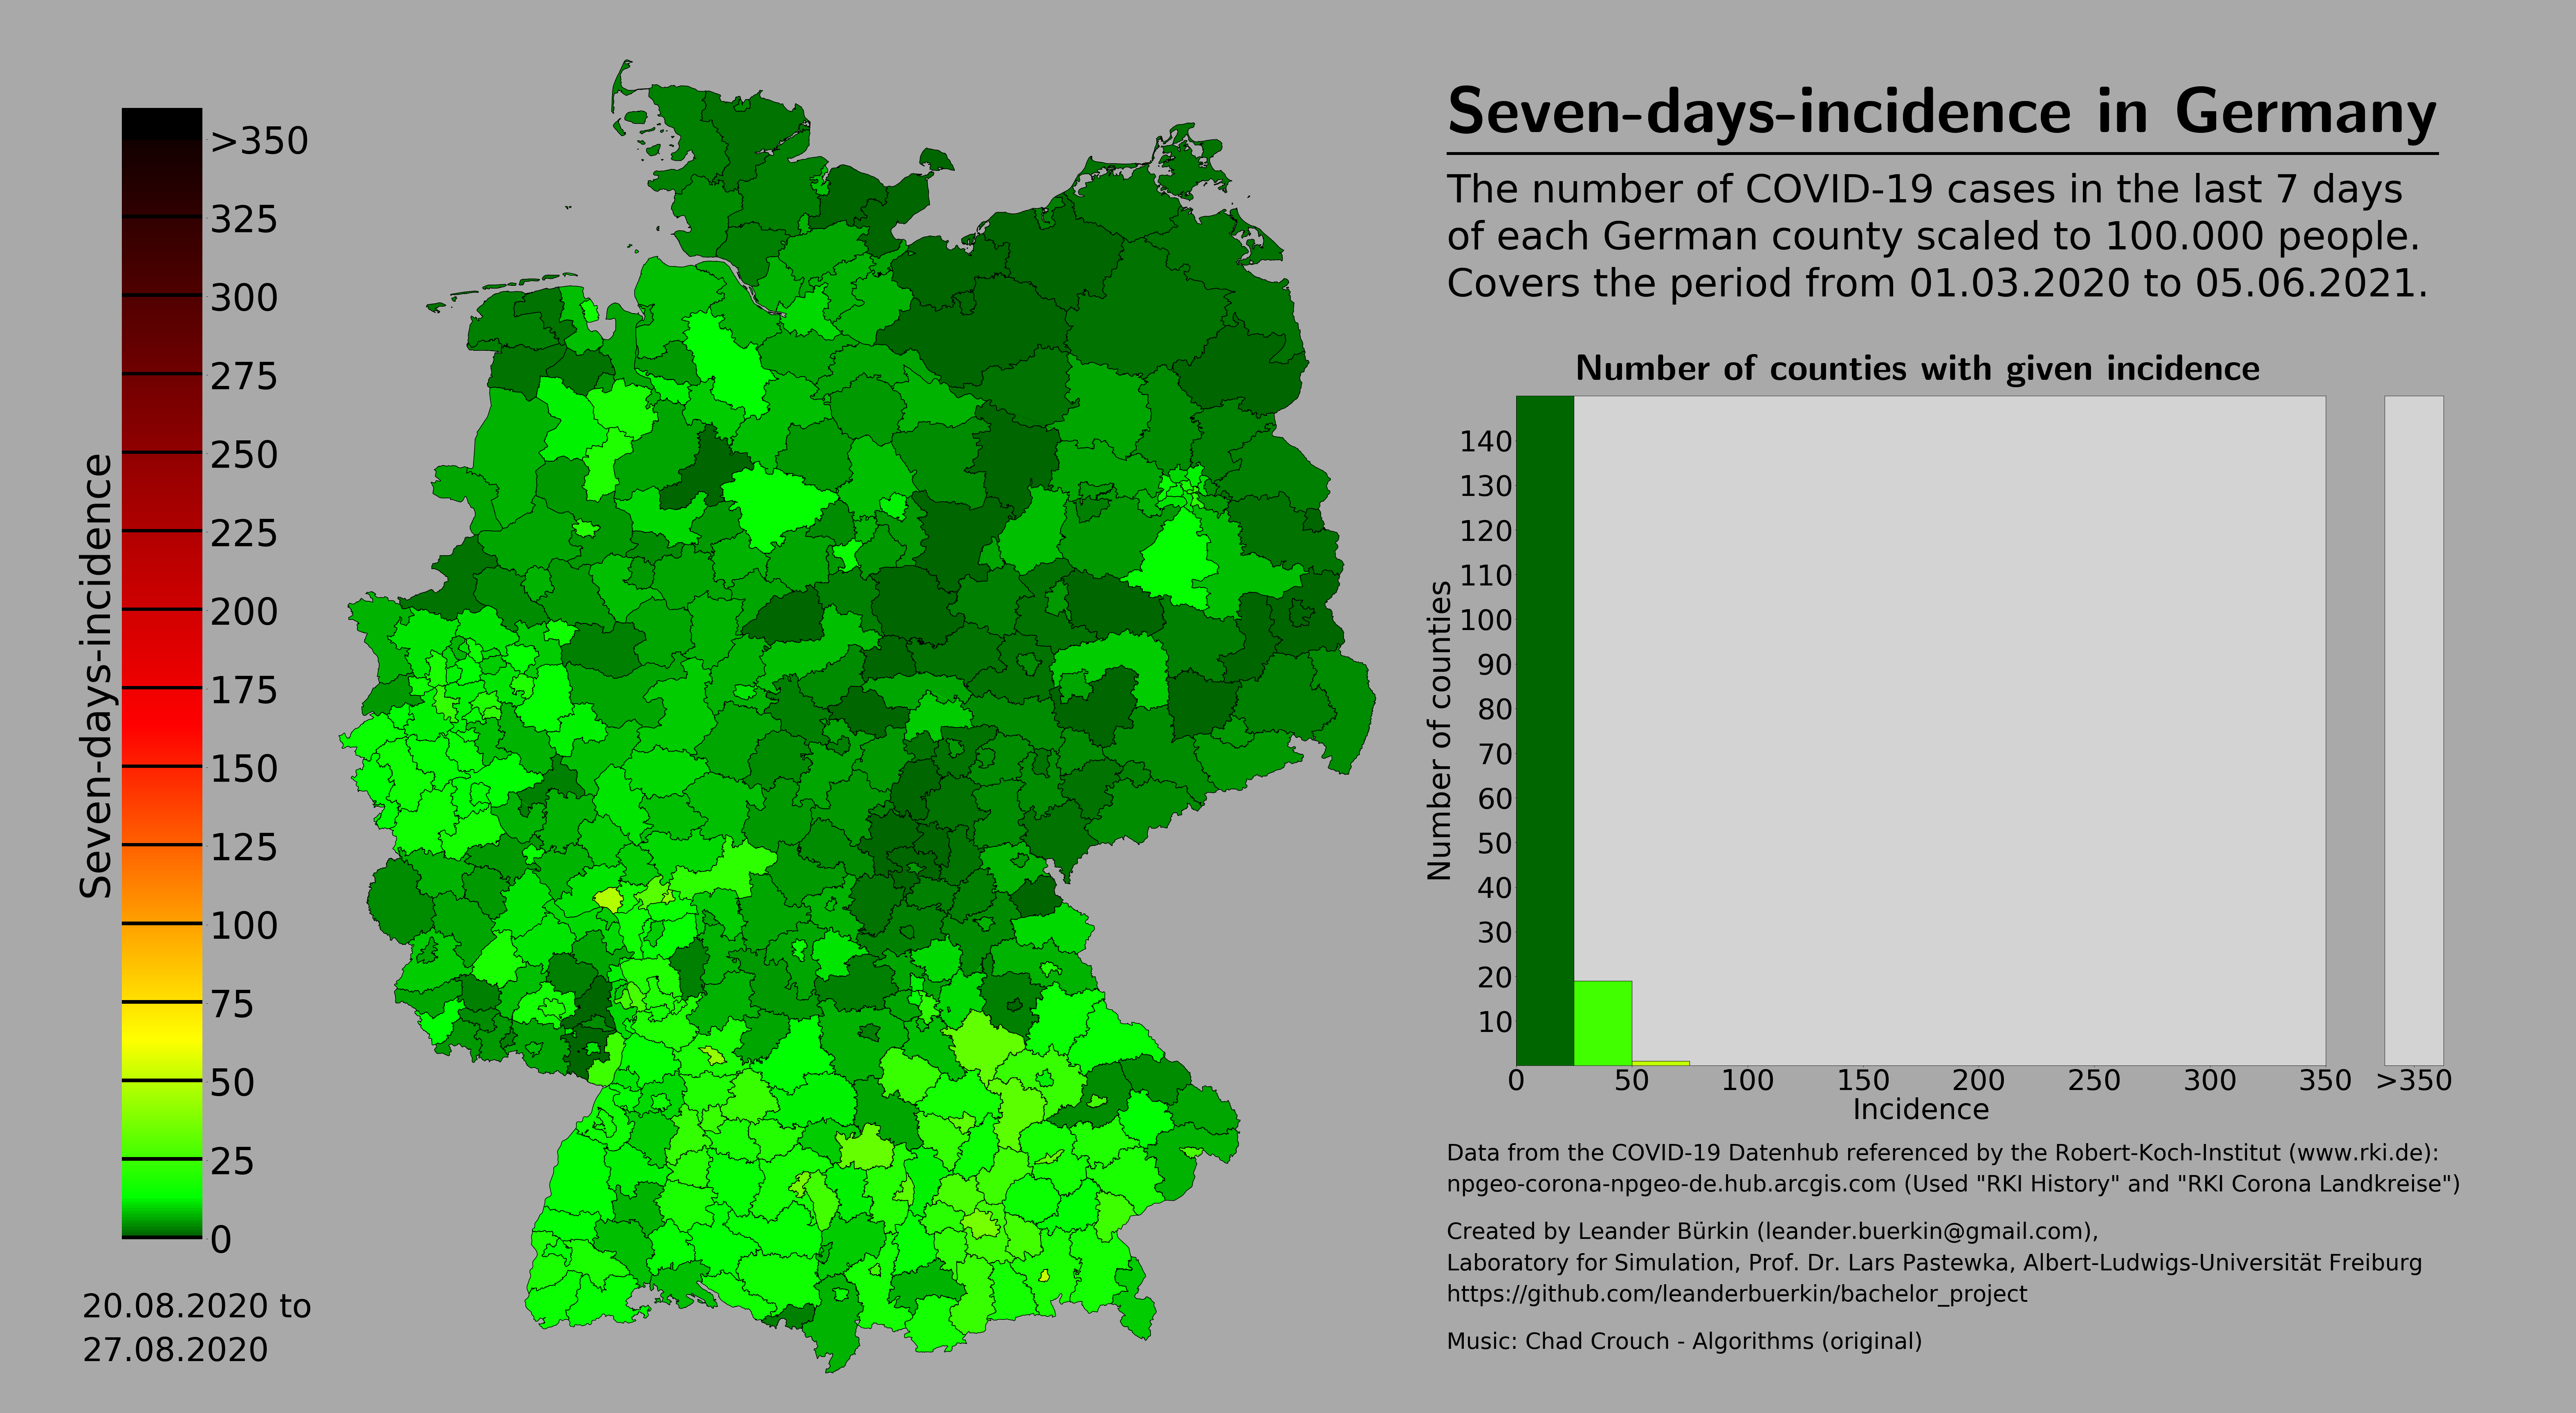 Seven-days-incidence in Germany
The number of COVID-19 cases in the last 7 days
of each German county scaled to 100.000 people.
Covers the period from 01.03.2020 to 05.06.2021.
Seven-days-incidence
>350
325
300
275
250
225
200
175
150
125
100
75
50
25
0
20.08.2020 to
27.08.2020
Number of counties with given incidence
Number of counties
140
130
120
110
100
90
80
70
60
50
40
30
20
10
0 50 100 150 200 250 300 350 >350
Incidence
Data from the COVID-19 Datenhub referenced by the Robert-Koch-Institut (www.rki.de):
npgeo-corona-npgeo-de.hub.arcgis.com (Used "RKI History" and "RKI Corona Landkreise")
Created by Leander Bürkin (leander.buerkin@gmail.com),
Laboratory for Simulation, Prof. Dr. Lars Pastewka, Albert-Ludwigs-Universität Freiburg
https://github.com/leanderbuerkin/bachelor_project
Music: Chad Crouch - Algorithms (original)